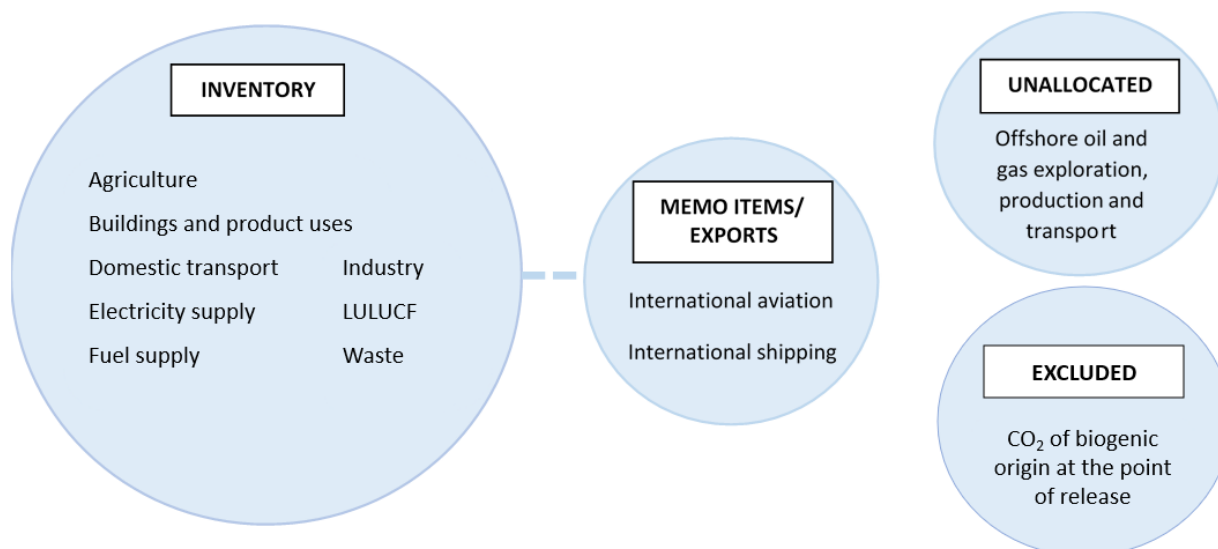 INVENTORY
Agriculture
Buildings and product uses
Domestic transport
Industry
Electricity supply
LULUCF
Fuel supply
Waste
MEMO ITEMS/
EXPORTS
International aviation
International shipping
UNALLOCATED
Offshore oil and
gas exploration,
production and
transport
EXCLUDED
CO₂ of biogenic
origin at the point
of release